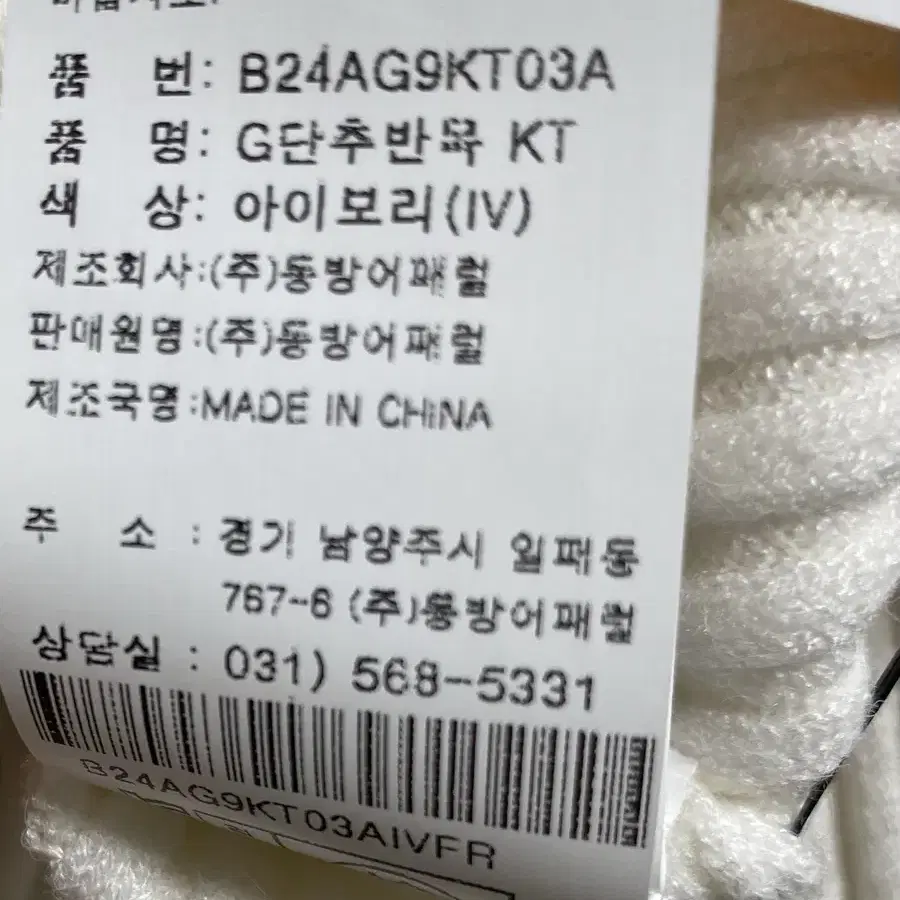 품 번: B24AG9KT03A
품 명: G단추반목 KT
색 상: 아이보리(IV)
제조회사:(주)동방어패럴
판매원명:(주)동방어패럴
제조국명:MADE IN CHINA
주 소 : 경기 남양주시 일패동
767-6 (주)동방어패럴
상담실 : 031) 568-5331
B24AG9KT03AIVFR